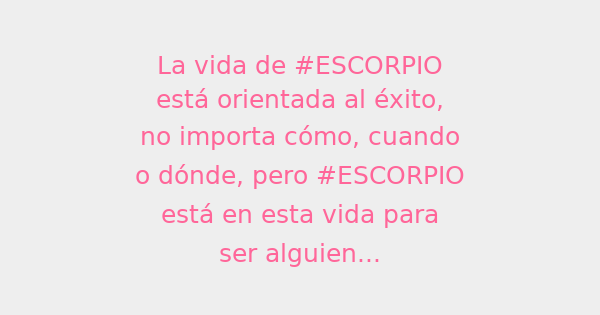 La vida de #ESCORPIO
está orientada al éxito,
no importa cómo, cuando
o dónde, pero #ESCORPIO
está en esta vida para
ser alguien...